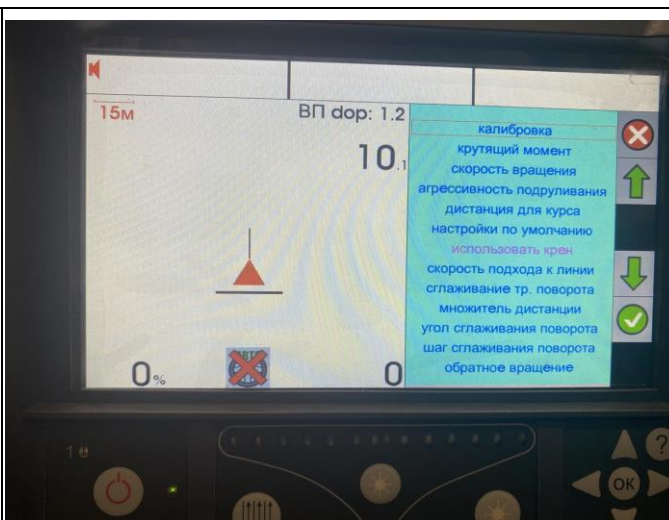 15м
ВП dop: 1.2
10.1
калибровка
крутящий момент
скорость вращения
агрессивность подруливания
дистанция для курса
настройки по умолчанию
использовать крен
скорость подхода к линии
сглаживание тр. поворота
множитель дистанции
угол сглаживания поворота
шаг сглаживания поворота
обратное вращение
0%
0
1
?
OK